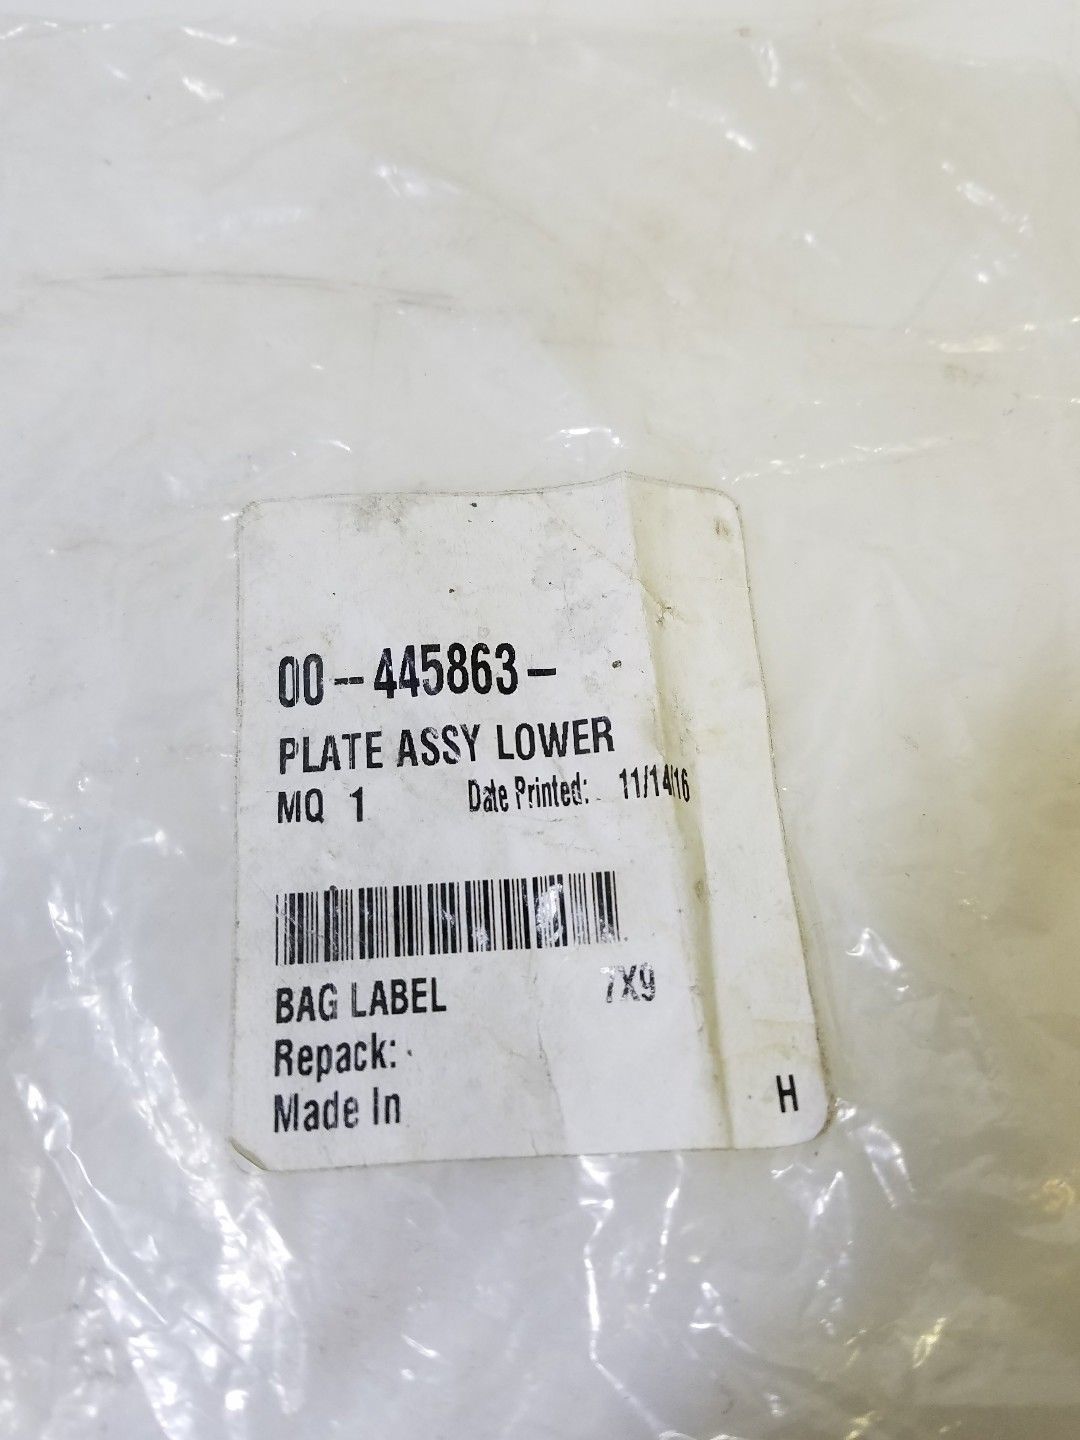 00-445863-
PLATE ASSY LOWER
MQ 1 Date Printed: 11/14/16
BAG LABEL 7X9
Repack:
Made In
H